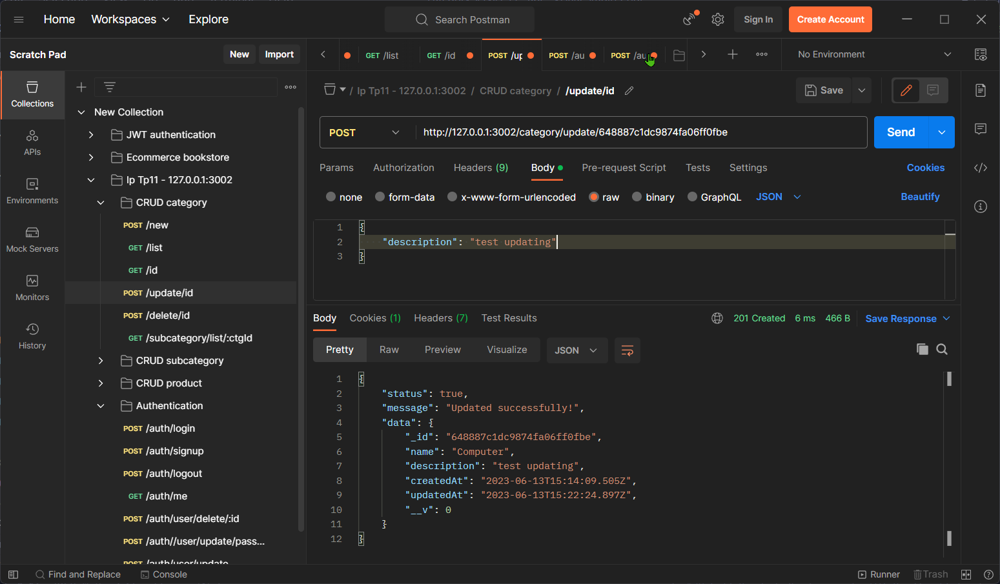 Home Workspaces Explore Search Postman Sign In Create Account
Scratch Pad New Import
GET /list GET /id POST /up POST /au POST /au No Environment
Collections
APIs
Environments
Mock Servers
Monitors
History
New Collection
JWT authentication
Ecommerce bookstore
Ip Tp11 - 127.0.0.1:3002
CRUD category
POST /new
GET /list
GET /id
POST /update/id
POST /delete/id
GET /subcategory/list/:ctgId
CRUD subcategory
CRUD product
Authentication
POST /auth/login
POST /auth/signup
POST /auth/logout
GET /auth/me
POST /auth/user/delete/:id
POST /auth//user/update/pass...
POST /auth/user/update
/ Ip Tp11 - 127.0.0.1:3002 / CRUD category / /update/id Save
POST http://127.0.0.1:3002/category/update/648887c1dc9874fa06ff0fbe Send
Params Authorization Headers (9) Body Pre-request Script Tests Settings Cookies
none form-data x-www-form-urlencoded raw binary GraphQL JSON Beautify
1 {
2 "description": "test updating"
3 }
Body Cookies (1) Headers (7) Test Results 201 Created 6 ms 466 B Save Response
Pretty Raw Preview Visualize JSON
1 {
2 "status": true,
3 "message": "Updated successfully!",
4 "data": {
5 "_id": "648887c1dc9874fa06ff0fbe",
6 "name": "Computer",
7 "description": "test updating",
8 "createdAt": "2023-06-13T15:14:09.505Z",
9 "updatedAt": "2023-06-13T15:22:24.897Z",
10 "__v": 0
11 }
12 }
Find and Replace Console Runner Trash